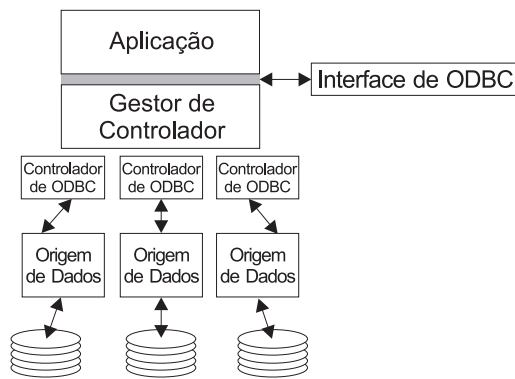 Aplicação
Interface de ODBC
Gestor de
Controlador
Controlador
de ODBC
Controlador
de ODBC
Controlador
de ODBC
Origem
de Dados
Origem
de Dados
Origem
de Dados